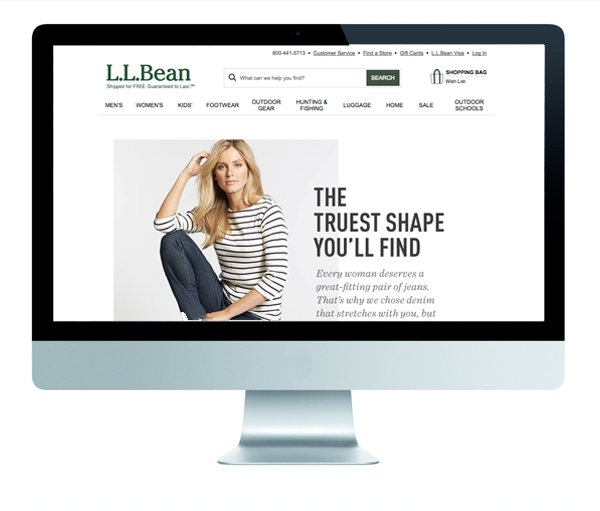 800-441-5713 • Customer Service • Find a Store • Gift Cards • L.L.Bean Visa • Log In
L.L.Bean
Shipped for FREE. Guaranteed to Last.℠
What can we help you find?
SEARCH
SHOPPING BAG
Wish List
MEN'S WOMEN'S KIDS' FOOTWEAR OUTDOOR GEAR HUNTING & FISHING LUGGAGE HOME SALE OUTDOOR SCHOOLS
THE
TRUEST SHAPE
YOU'LL FIND
Every woman deserves a
great-fitting pair of jeans.
That's why we chose denim
that stretches with you, but